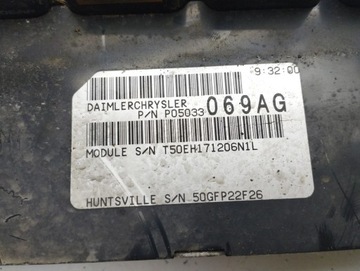 9:32:00
DAIMLERCHRYSLER
P/N P05033 069AG
MODULE S/N T50EH171206N1L
HUNTSVILLE S/N 50GFP22F26